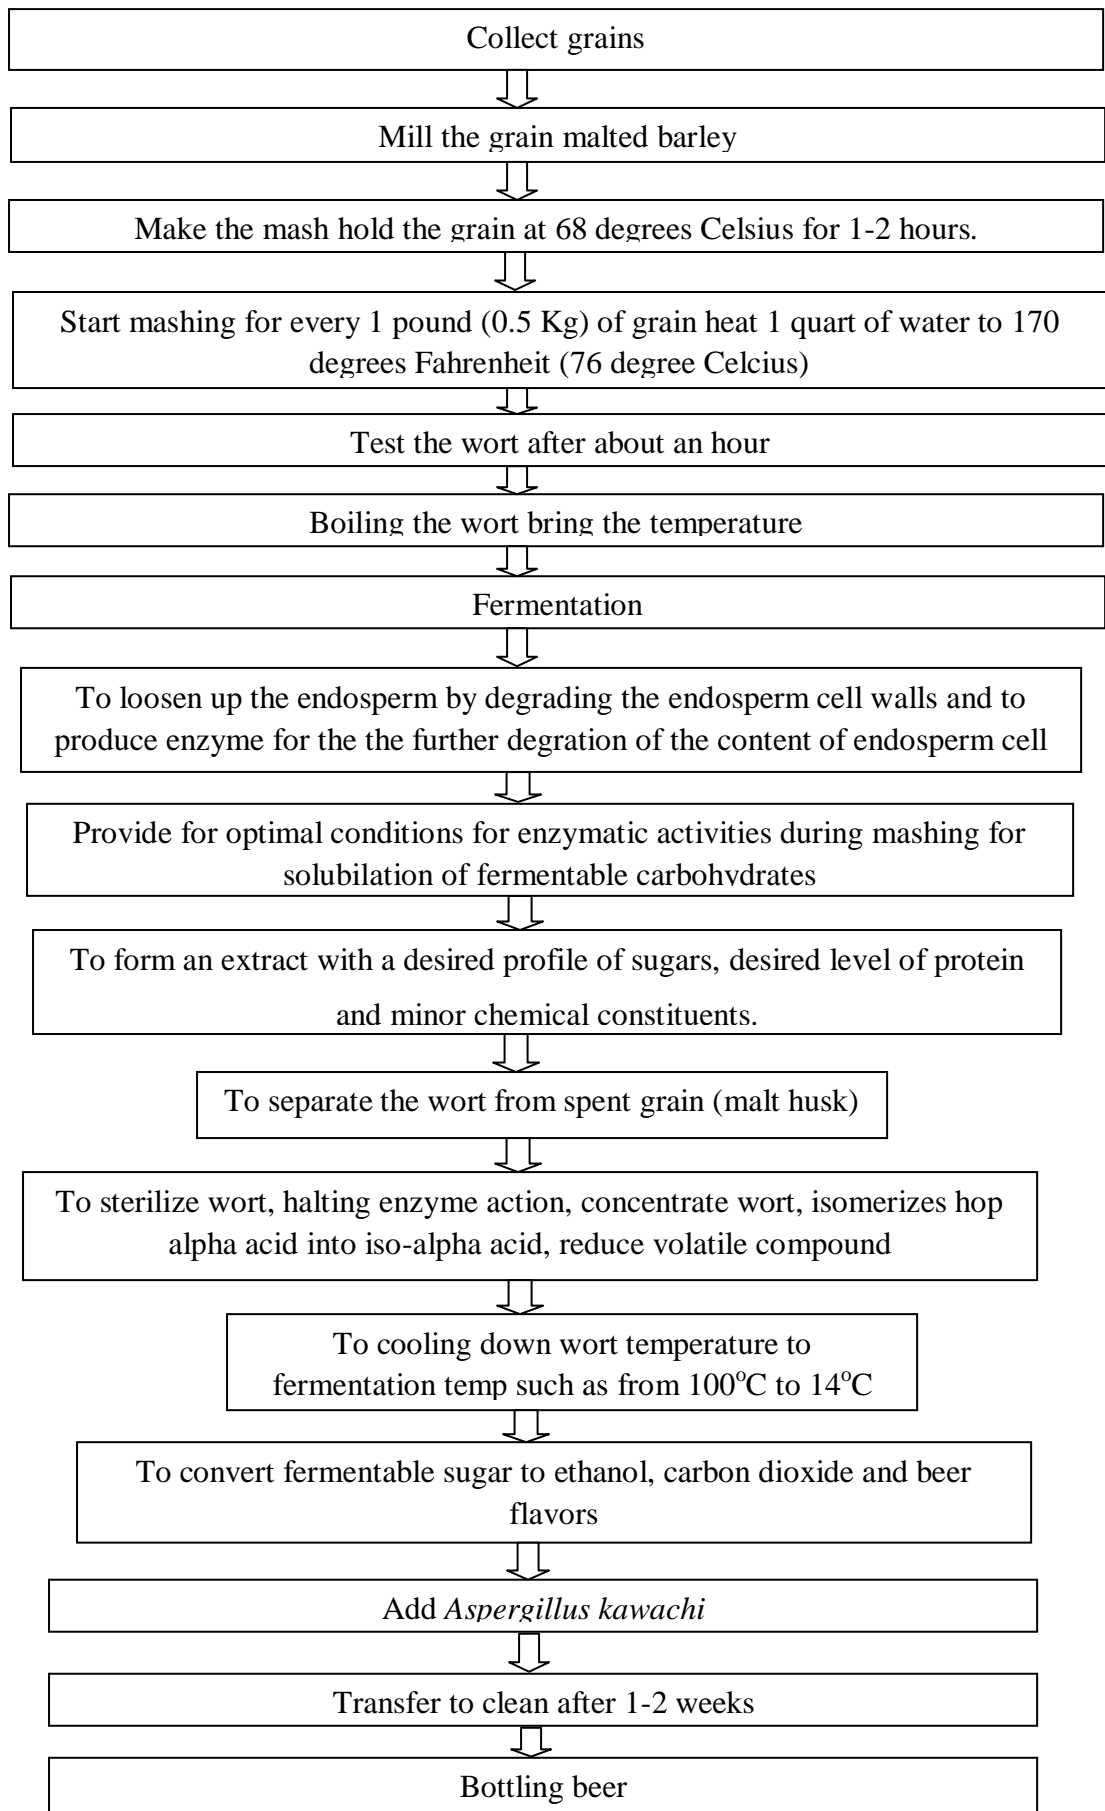 Collect grains
Mill the grain malted barley
Make the mash hold the grain at 68 degrees Celsius for 1-2 hours.
Start mashing for every 1 pound (0.5 Kg) of grain heat 1 quart of water to 170
degrees Fahrenheit (76 degree Celcius)
Test the wort after about an hour
Boiling the wort bring the temperature
Fermentation
To loosen up the endosperm by degrading the endosperm cell walls and to
produce enzyme for the the further degration of the content of endosperm cell
Provide for optimal conditions for enzymatic activities during mashing for
solubilation of fermentable carbohydrates
To form an extract with a desired profile of sugars, desired level of protein
and minor chemical constituents.
To separate the wort from spent grain (malt husk)
To sterilize wort, halting enzyme action, concentrate wort, isomerizes hop
alpha acid into iso-alpha acid, reduce volatile compound
To cooling down wort temperature to
fermentation temp such as from 100°C to 14°C
To convert fermentable sugar to ethanol, carbon dioxide and beer
flavors
Add Aspergillus kawachi
Transfer to clean after 1-2 weeks
Bottling beer